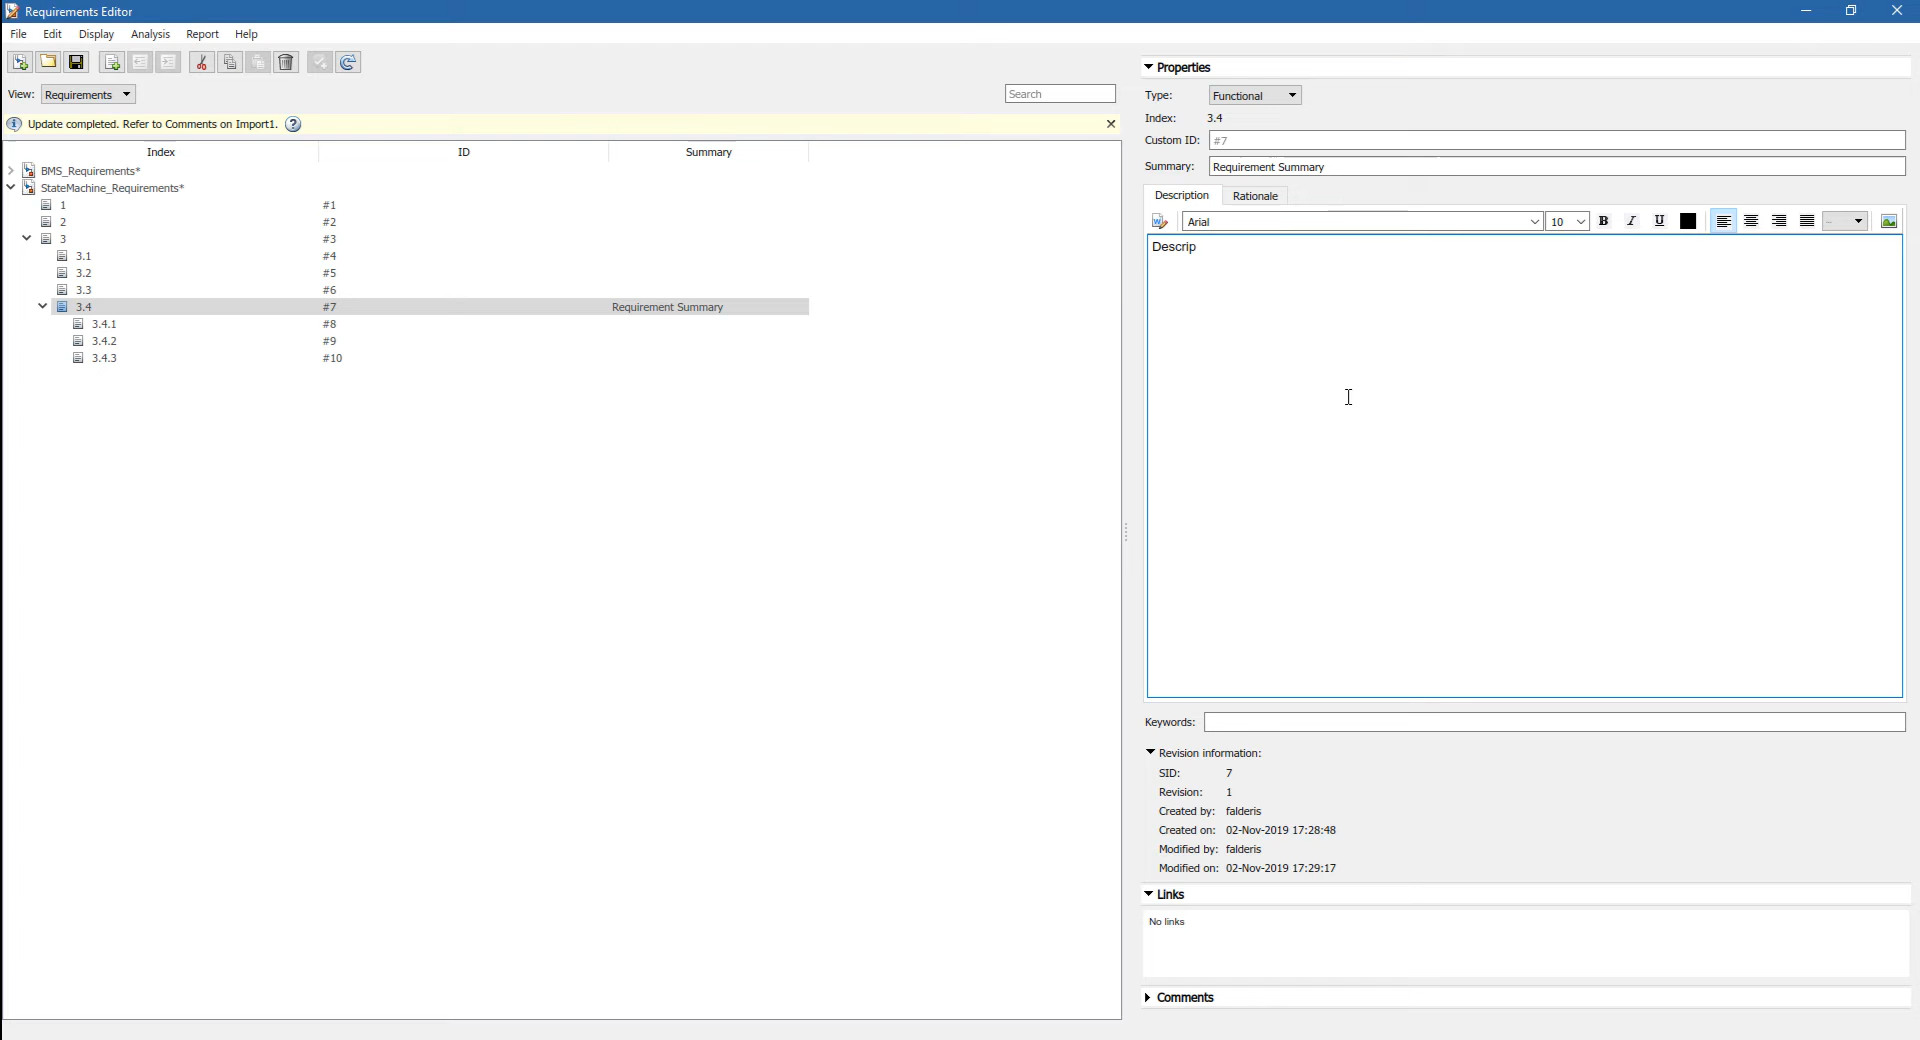 Requirements Editor
File Edit Display Analysis Report Help
View: Requirements Search
Update completed. Refer to Comments on Import1.
Index ID Summary
BMS_Requirements*
StateMachine_Requirements*
1 #1
2 #2
3 #3
3.1 #4
3.2 #5
3.3 #6
3.4 #7 Requirement Summary
3.4.1 #8
3.4.2 #9
3.4.3 #10
Properties
Type: Functional
Index: 3.4
Custom ID: #7
Summary: Requirement Summary
Description Rationale
Arial 10 B I U
Descrip
Keywords:
Revision information:
SID: 7
Revision: 1
Created by: falderis
Created on: 02-Nov-2019 17:28:48
Modified by: falderis
Modified on: 02-Nov-2019 17:29:17
Links
No links
Comments